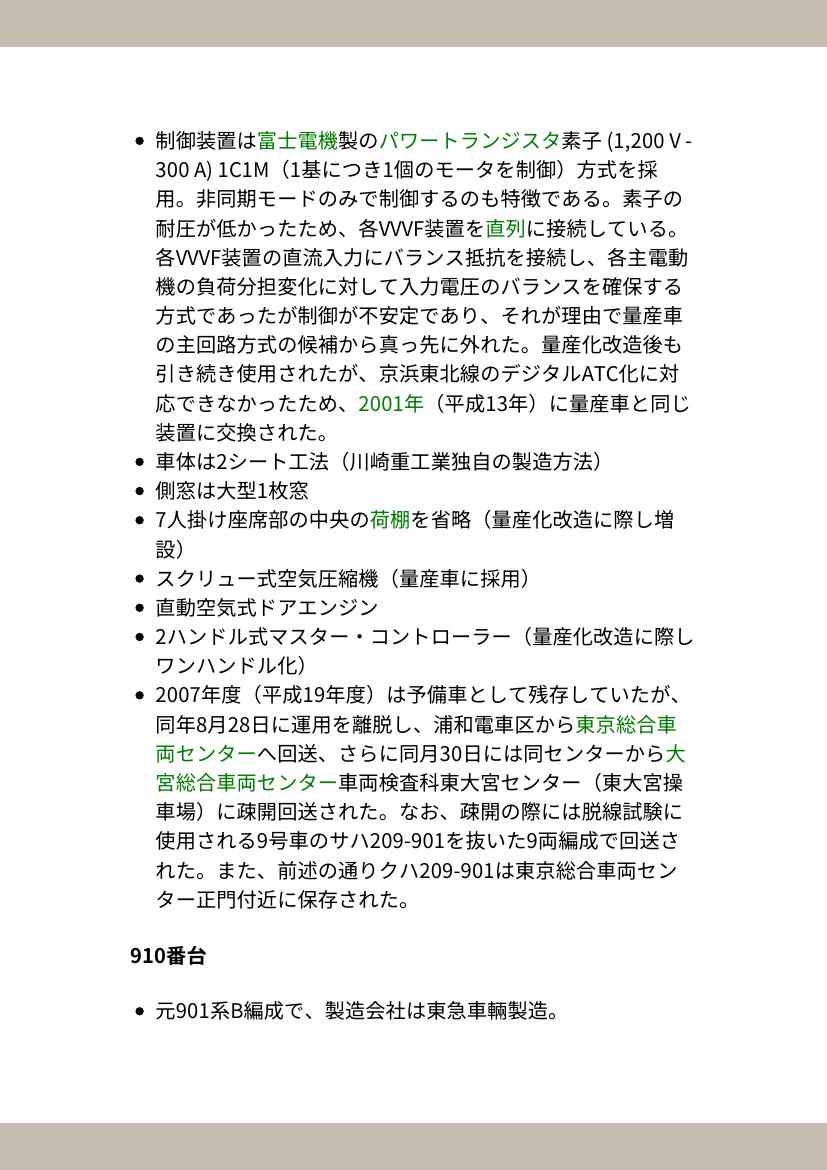 • 制御装置は富士電機製のパワートランジスタ素子 (1,200 V -
300 A) 1C1M（1基につき1個のモータを制御）方式を採
用。非同期モードのみで制御するのも特徴である。素子の
耐圧が低かったため、各VVVF装置を直列に接続している。
各VVVF装置の直流入力にバランス抵抗を接続し、各主電動
機の負荷分担変化に対して入力電圧のバランスを確保する
方式であったが制御が不安定であり、それが理由で量産車
の主回路方式の候補から真っ先に外れた。量産化改造後も
引き続き使用されたが、京浜東北線のデジタルATC化に対
応できなかったため、2001年（平成13年）に量産車と同じ
装置に交換された。
• 車体は2シート工法（川崎重工業独自の製造方法）
• 側窓は大型1枚窓
• 7人掛け座席部の中央の荷棚を省略（量産化改造に際し増
設）
• スクリュー式空気圧縮機（量産車に採用）
• 直動空気式ドアエンジン
• 2ハンドル式マスター・コントローラー（量産化改造に際し
ワンハンドル化）
• 2007年度（平成19年度）は予備車として残存していたが、
同年8月28日に運用を離脱し、浦和電車区から東京総合車
両センターへ回送、さらに同月30日には同センターから大
宮総合車両センター車両検査科東大宮センター（東大宮操
車場）に疎開回送された。なお、疎開の際には脱線試験に
使用される9号車のサハ209-901を抜いた9両編成で回送さ
れた。また、前述の通りクハ209-901は東京総合車両セン
ター正門付近に保存された。
910番台
• 元901系B編成で、製造会社は東急車輛製造。